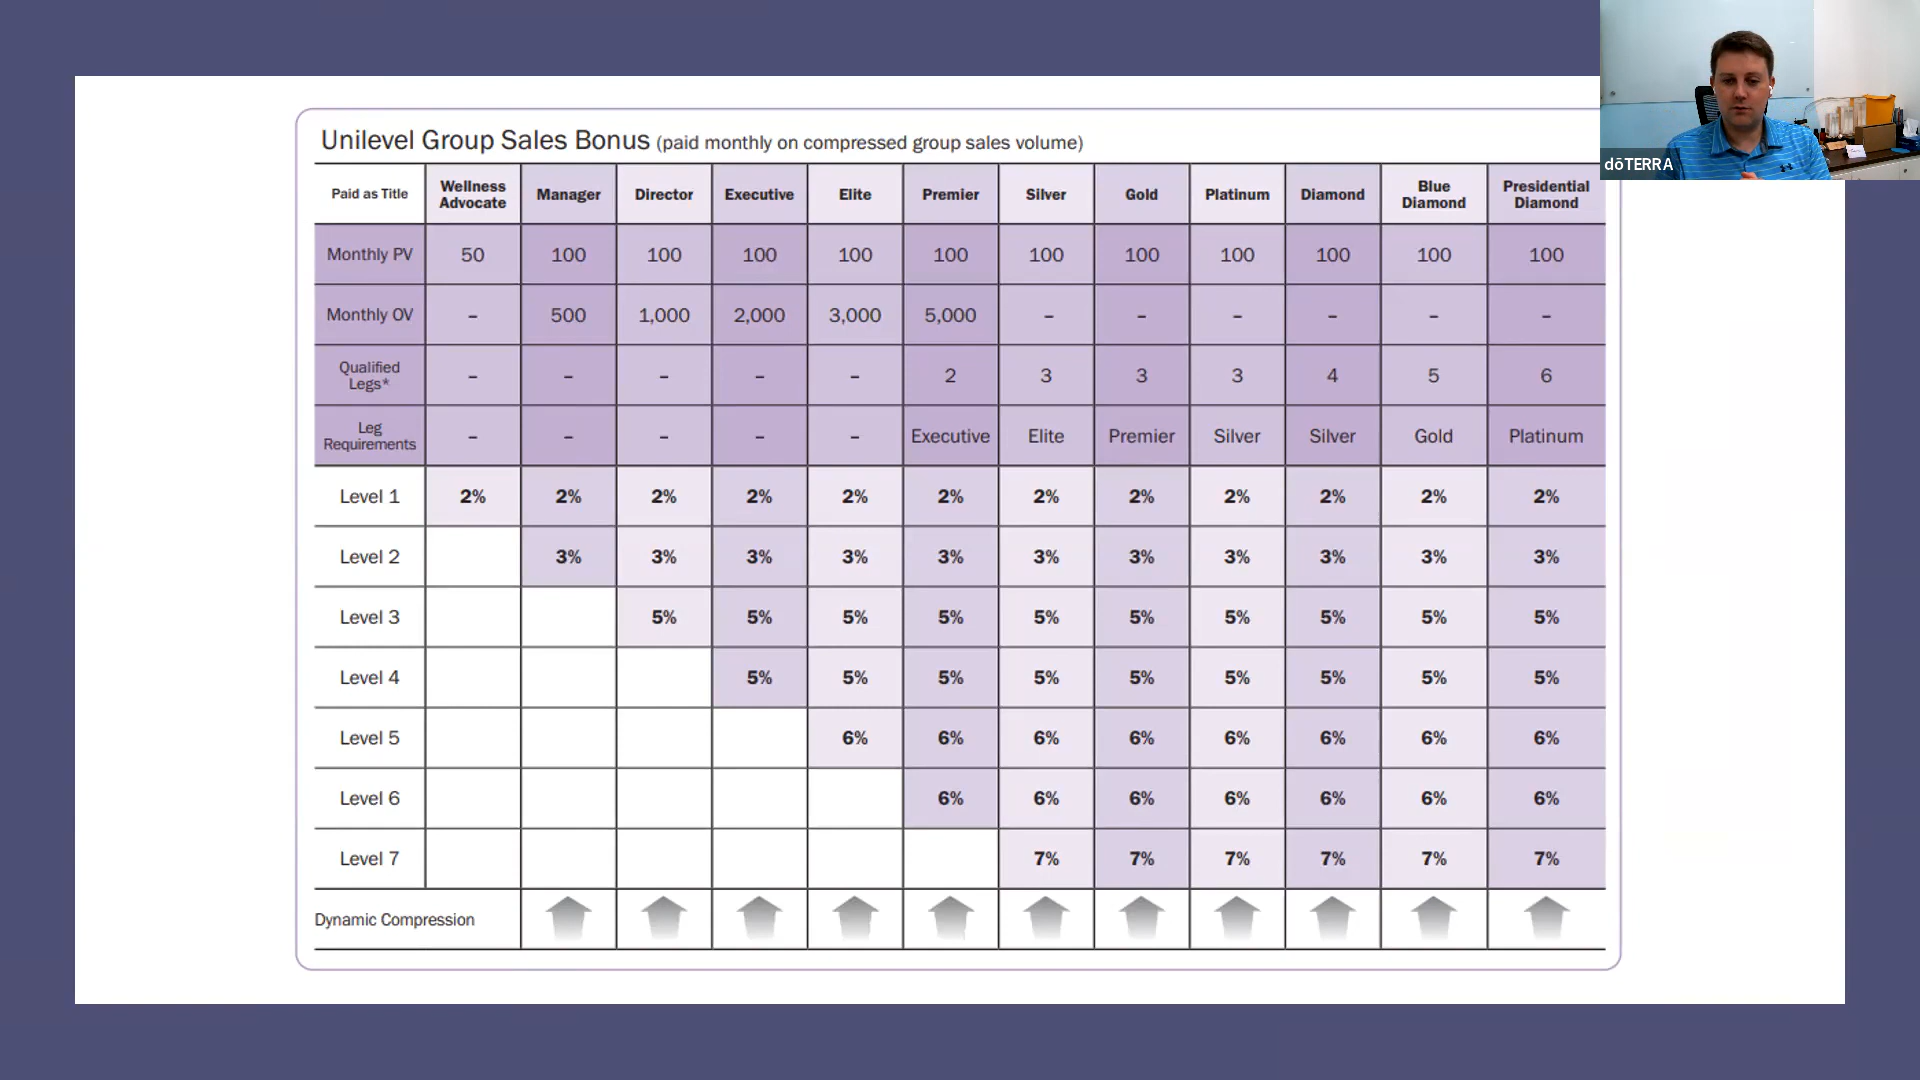 dōTERRA
Unilevel Group Sales Bonus (paid monthly on compressed group sales volume)
Paid as Title Wellness Advocate Manager Director Executive Elite Premier Silver Gold Platinum Diamond Blue Diamond Presidential Diamond
Monthly PV 50 100 100 100 100 100 100 100 100 100 100 100
Monthly OV – 500 1,000 2,000 3,000 5,000 – – – – – –
Qualified Legs* – – – – – 2 3 3 3 4 5 6
Leg Requirements – – – – – Executive Elite Premier Silver Silver Gold Platinum
Level 1 2% 2% 2% 2% 2% 2% 2% 2% 2% 2% 2% 2%
Level 2 3% 3% 3% 3% 3% 3% 3% 3% 3% 3% 3%
Level 3 5% 5% 5% 5% 5% 5% 5% 5% 5% 5%
Level 4 5% 5% 5% 5% 5% 5% 5% 5% 5%
Level 5 6% 6% 6% 6% 6% 6% 6% 6%
Level 6 6% 6% 6% 6% 6% 6% 6%
Level 7 7% 7% 7% 7% 7% 7%
Dynamic Compression